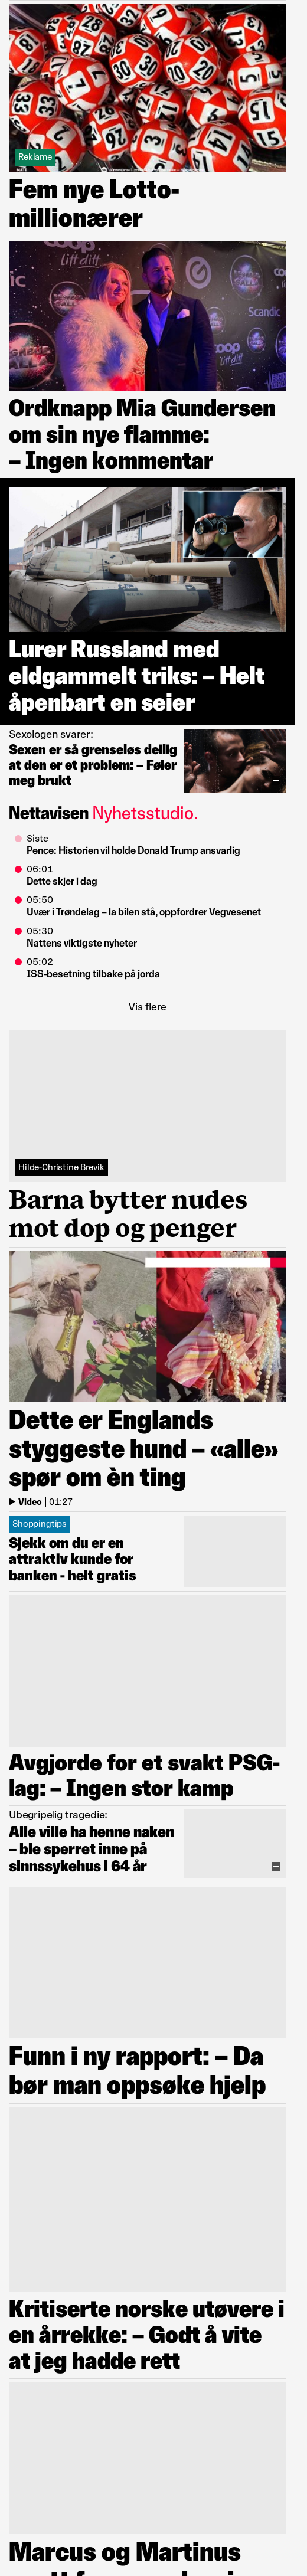 Reklame
Fem nye Lotto-
millionærer
Ordknapp Mia Gundersen
om sin nye flamme:
– Ingen kommentar
Lurer Russland med
eldgammelt triks: – Helt
åpenbart en seier
Sexologen svarer:
Sexen er så grenseløs deilig
at den er et problem: – Føler
meg brukt
Nettavisen Nyhetsstudio.
Siste
Pence: Historien vil holde Donald Trump ansvarlig
06:01
Dette skjer i dag
05:50
Uvær i Trøndelag – la bilen stå, oppfordrer Vegvesenet
05:30
Nattens viktigste nyheter
05:02
ISS-besetning tilbake på jorda
Vis flere
Hilde-Christine Brevik
Barna bytter nudes
mot dop og penger
Dette er Englands
styggeste hund – «alle»
spør om èn ting
Video | 01:27
Shoppingtips
Sjekk om du er en
attraktiv kunde for
banken - helt gratis
Avgjorde for et svakt PSG-
lag: – Ingen stor kamp
Ubegripelig tragedie:
Alle ville ha henne naken
– ble sperret inne på
sinnssykehus i 64 år
Funn i ny rapport: – Da
bør man oppsøke hjelp
Kritiserte norske utøvere i
en årrekke: – Godt å vite
at jeg hadde rett
Marcus og Martinus